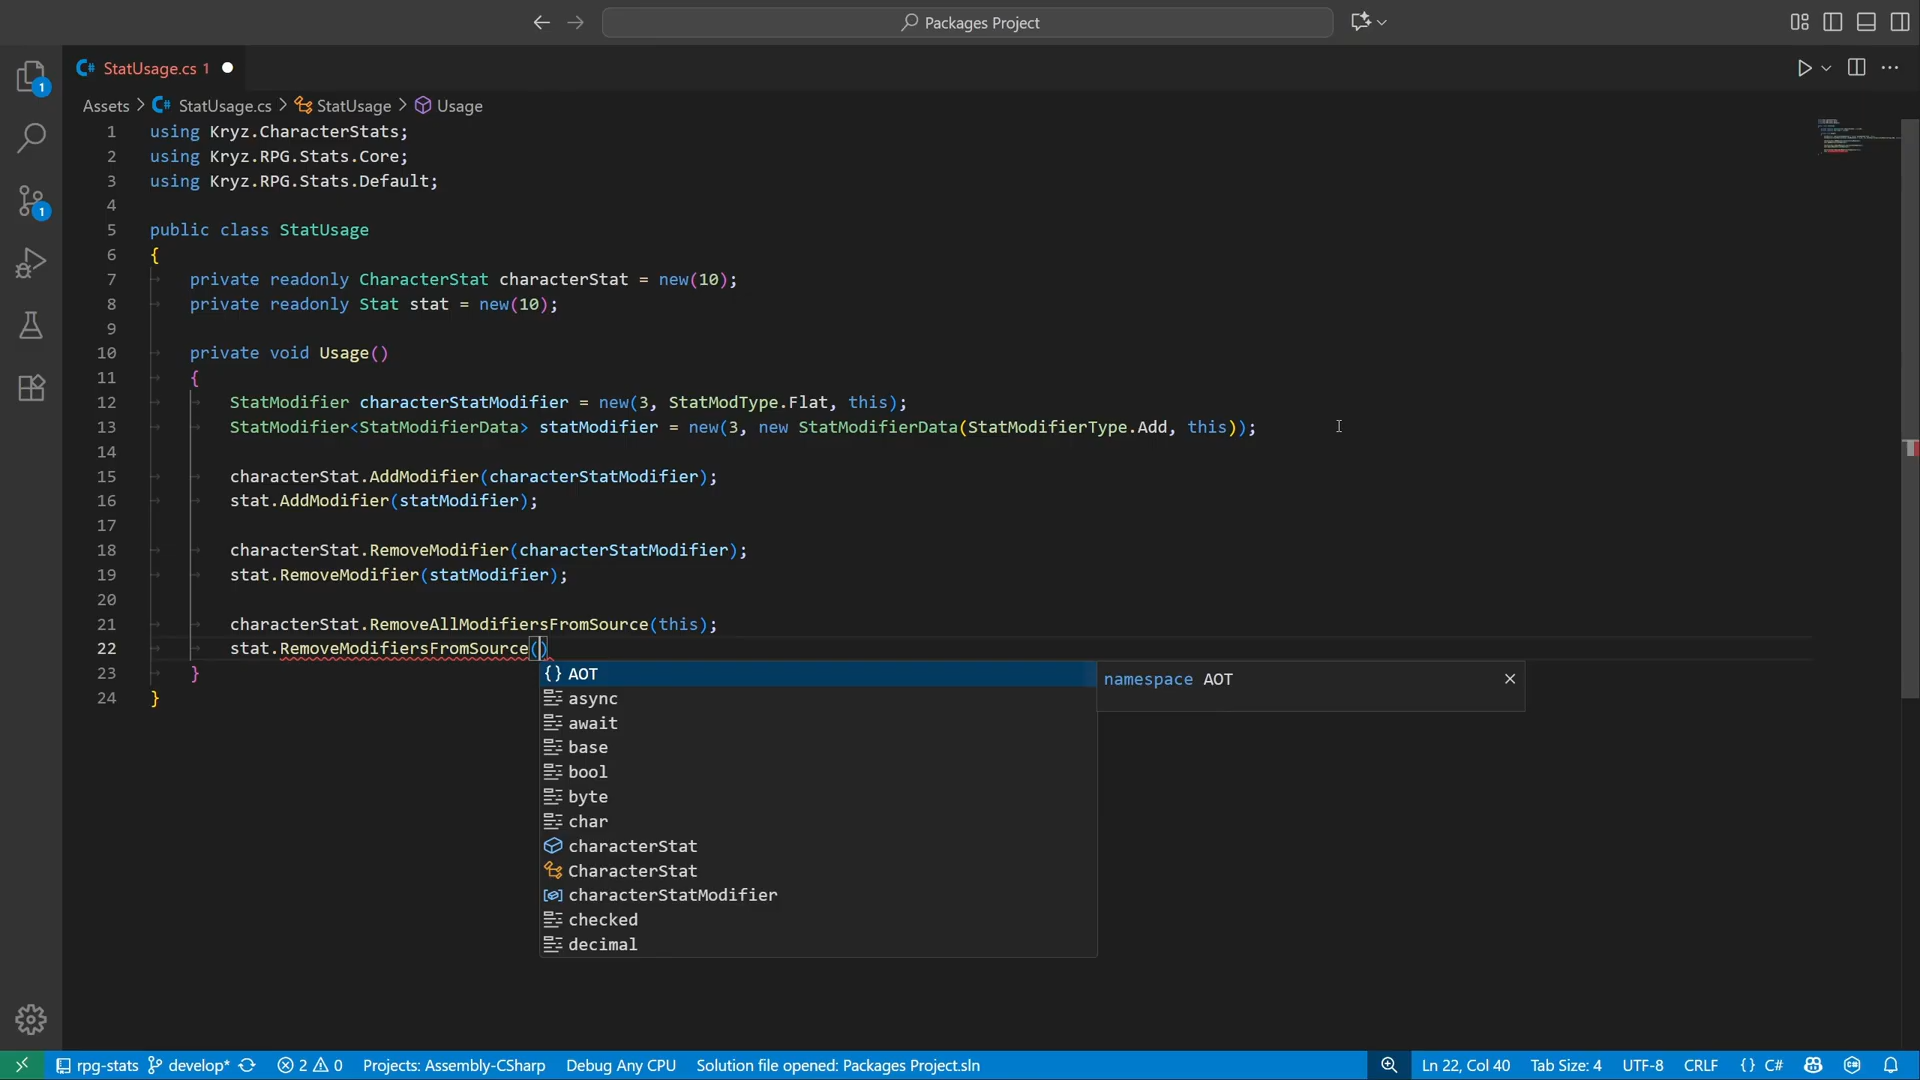 Packages Project
StatUsage.cs 1
Assets > StatUsage.cs > StatUsage > Usage
1 using Kryz.CharacterStats;
2 using Kryz.RPG.Stats.Core;
3 using Kryz.RPG.Stats.Default;
4
5 public class StatUsage
6 {
7 private readonly CharacterStat characterStat = new(10);
8 private readonly Stat stat = new(10);
9
10 private void Usage()
11 {
12 StatModifier characterStatModifier = new(3, StatModType.Flat, this);
13 StatModifier<StatModifierData> statModifier = new(3, new StatModifierData(StatModifierType.Add, this));
14
15 characterStat.AddModifier(characterStatModifier);
16 stat.AddModifier(statModifier);
17
18 characterStat.RemoveModifier(characterStatModifier);
19 stat.RemoveModifier(statModifier);
20
21 characterStat.RemoveAllModifiersFromSource(this);
22 stat.RemoveModifiersFromSource()
23 }
24 }
{} AOT
namespace AOT
async
await
base
bool
byte
char
characterStat
CharacterStat
characterStatModifier
checked
decimal
1
1
rpg-stats develop* 2 0 Projects: Assembly-CSharp Debug Any CPU Solution file opened: Packages Project.sln Ln 22, Col 40 Tab Size: 4 UTF-8 CRLF {} C#